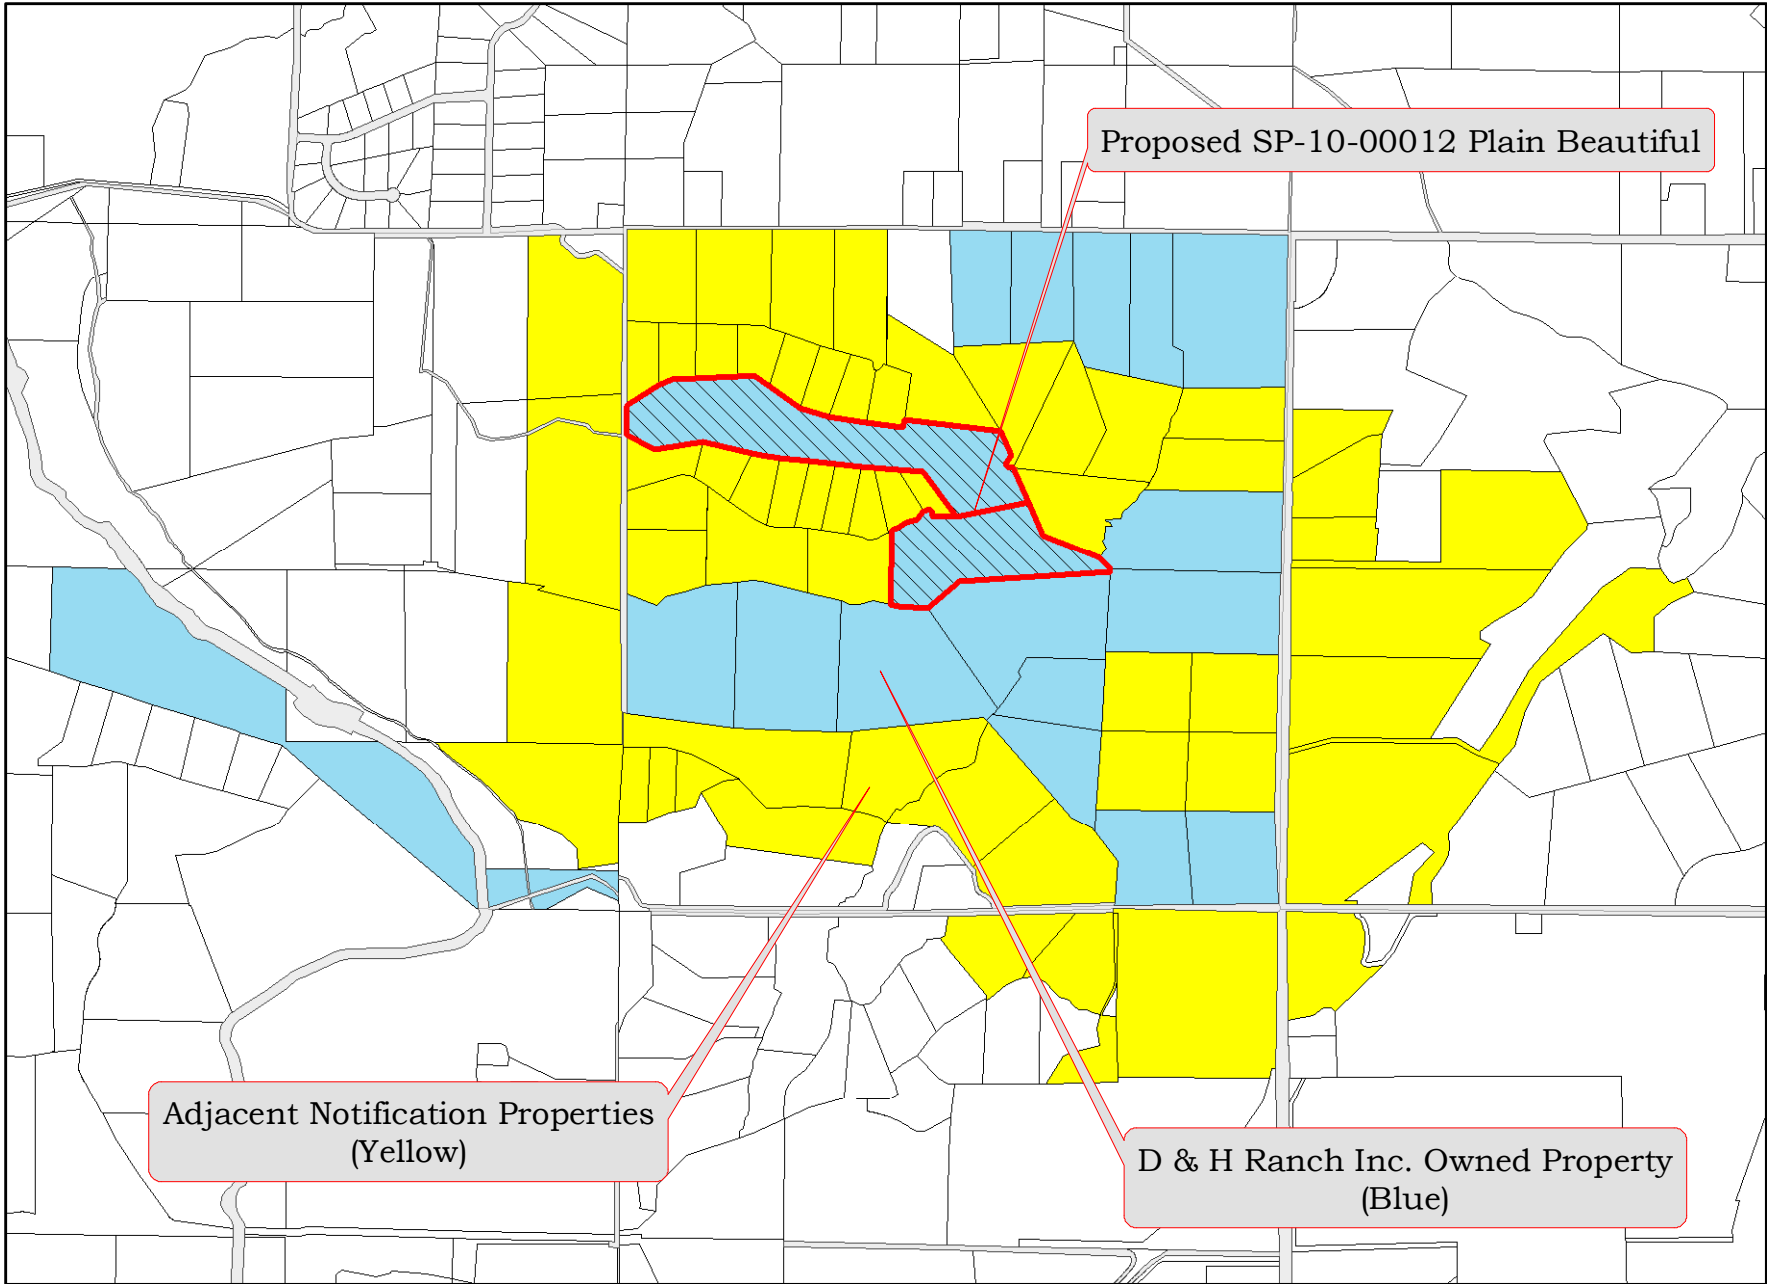 Proposed SP-10-00012 Plain Beautiful
Adjacent Notification Properties
(Yellow)
D & H Ranch Inc. Owned Property
(Blue)